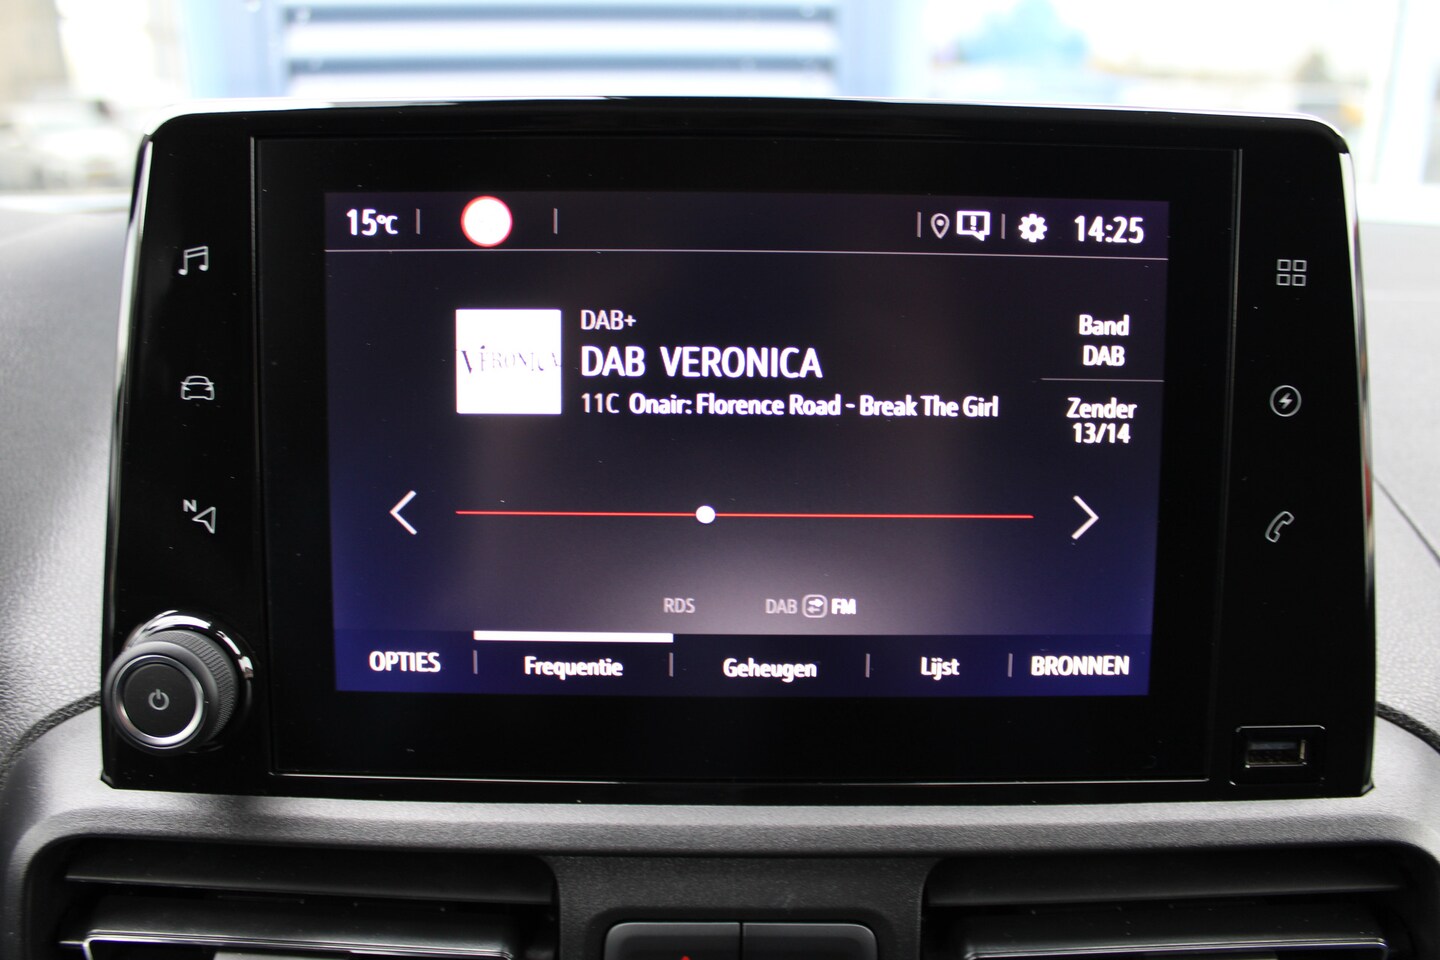 15°C
14:25
N
VERONICA
DAB+
DAB VERONICA
11C Onair: Florence Road - Break The Girl
Band
DAB
Zender
13/14
RDS
DAB FM
OPTIES
Frequentie
Geheugen
Lijst
BRONNEN